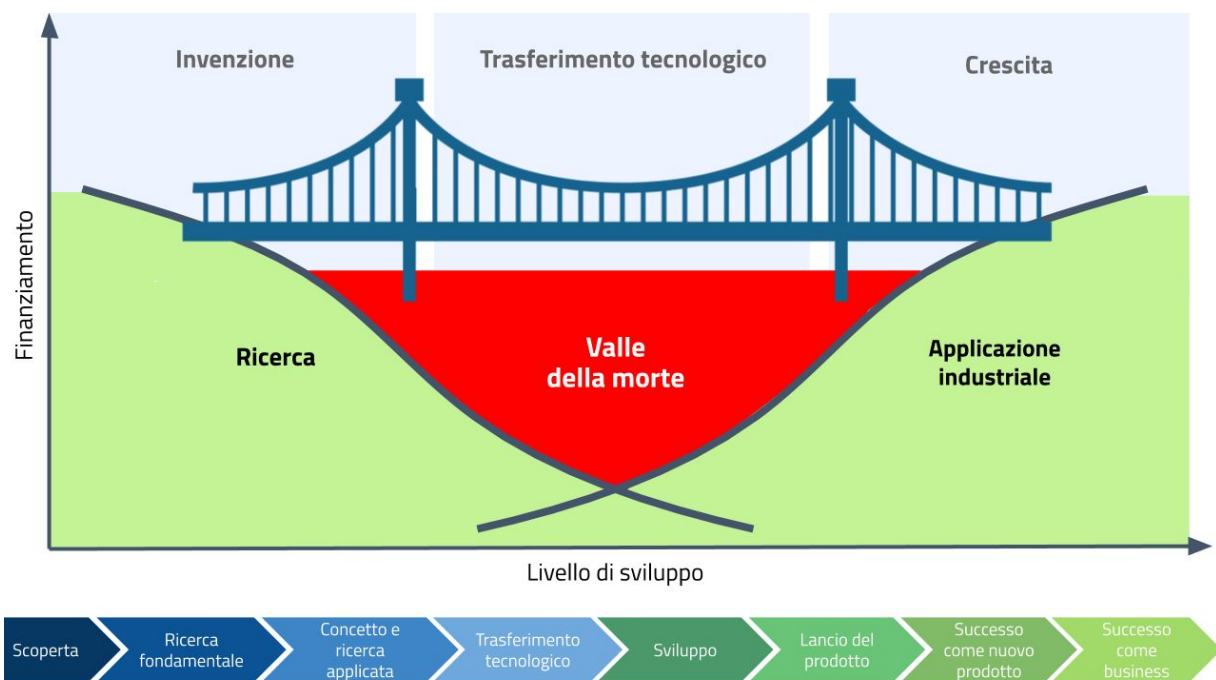 Invenzione
Trasferimento tecnologico
Crescita
Finanziamento
Ricerca
Valle
della morte
Applicazione
industriale
Livello di sviluppo
Scoperta
Ricerca
fondamentale
Concetto e
ricerca
applicata
Trasferimento
tecnologico
Sviluppo
Lancio del
prodotto
Successo
come nuovo
prodotto
Successo
come
business